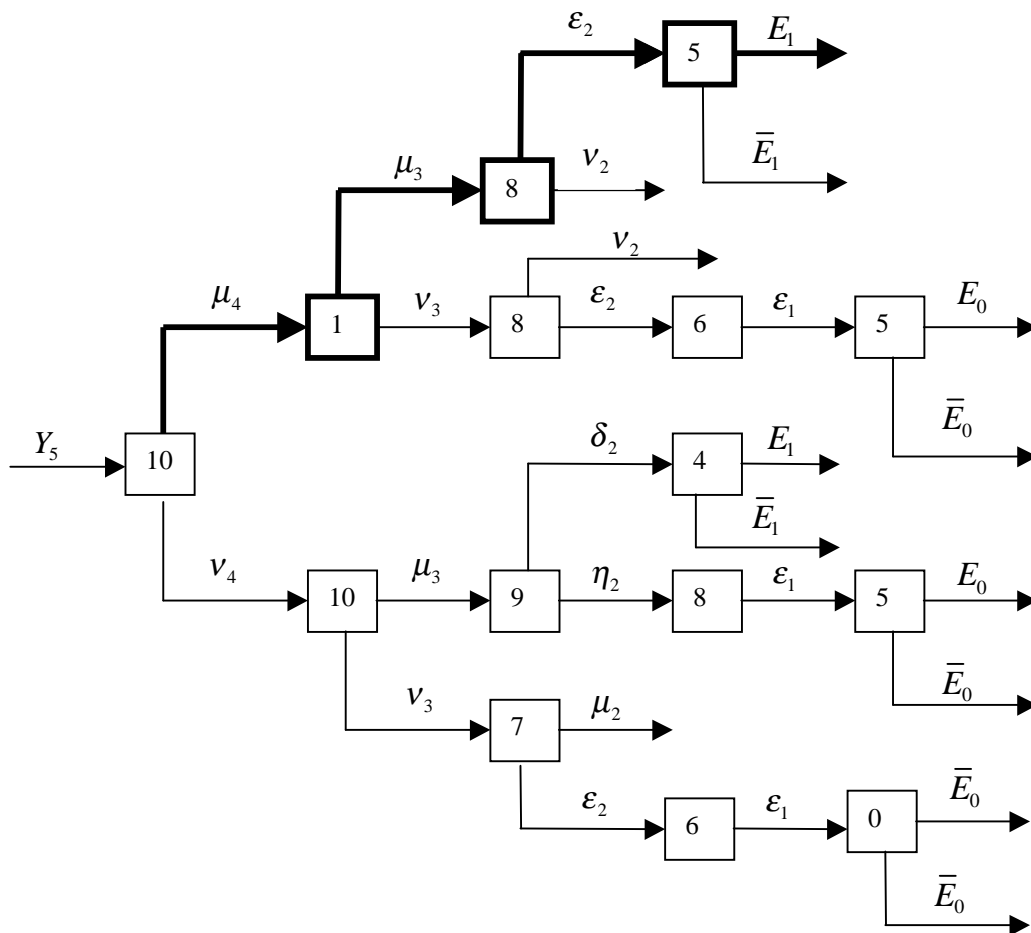 ε₂ 5 E₁
Ē₁
μ₃ 8 ν₂
ν₂
μ₄ 1 ν₃ 8 ε₂ 6 ε₁ 5 E₀
Ē₀
Y₅ 10 δ₂ 4 E₁
Ē₁
ν₄ 10 μ₃ 9 η₂ 8 ε₁ 5 E₀
Ē₀
ν₃ 7 μ₂
ε₂ 6 ε₁ 0 Ē₀
Ē₀